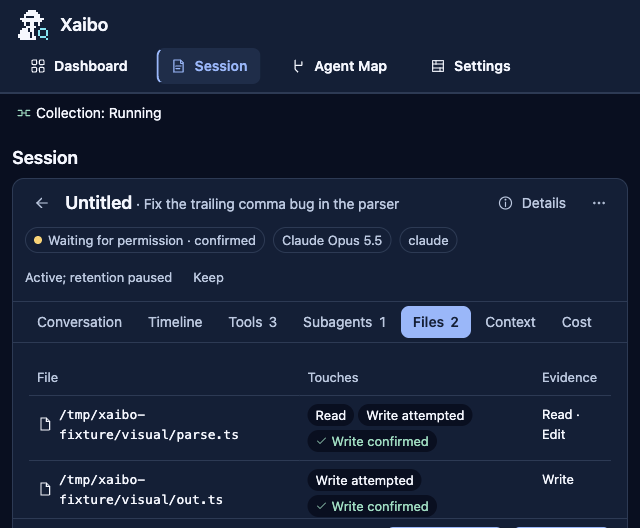 Xaibo
Dashboard Session Agent Map Settings
Collection: Running
Session
Untitled · Fix the trailing comma bug in the parser Details ···
Waiting for permission · confirmed Claude Opus 5.5 claude
Active; retention paused Keep
Conversation Timeline Tools 3 Subagents 1 Files 2 Context Cost
File Touches Evidence
/tmp/xaibo- Read Write attempted Read ·
fixture/visual/parse.ts Write confirmed Edit
/tmp/xaibo- Write attempted Write
fixture/visual/out.ts Write confirmed